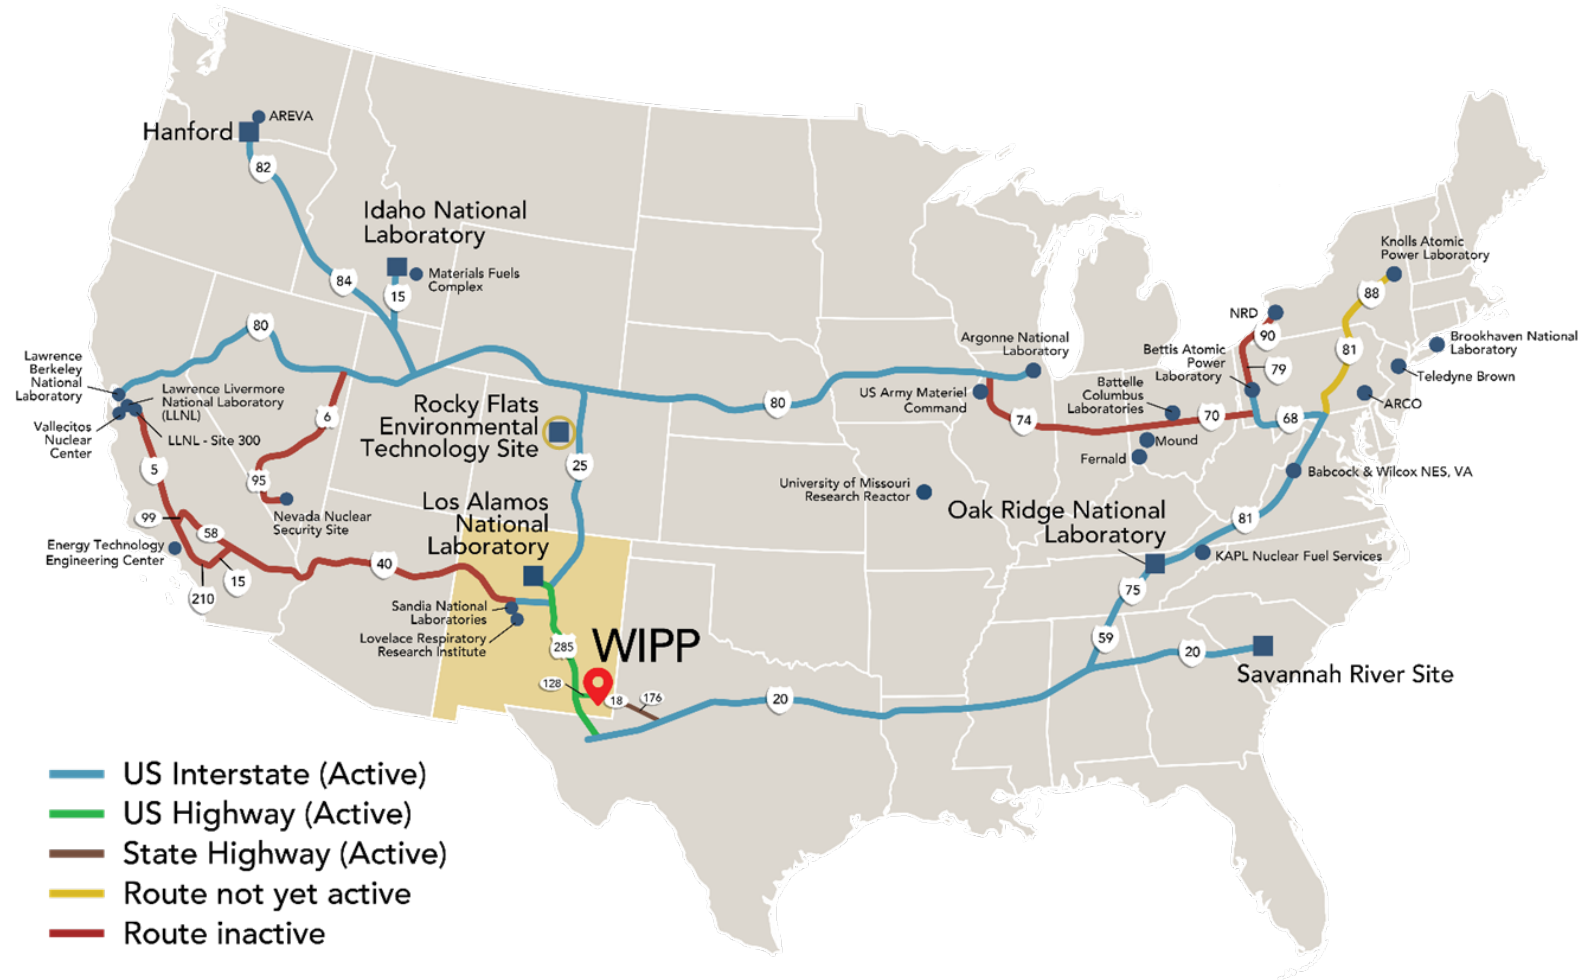 AREVA
Hanford
82
Idaho National
Laboratory
Materials Fuels
Complex
84
15
80
Lawrence
Berkeley
National
Laboratory
Lawrence Livermore
National Laboratory
(LLNL)
Vallecitos
Nuclear
Center
LLNL - Site 300
6
5
95
Nevada Nuclear
Security Site
99
58
Energy Technology
Engineering Center
210
15
40
Rocky Flats
Environmental
Technology Site
25
Los Alamos
National
Laboratory
Sandia National
Laboratories
Lovelace Respiratory
Research Institute
285
WIPP
128
18
176
20
80
Argonne National
Laboratory
US Army Materiel
Command
74
University of Missouri
Research Reactor
Battelle
Columbus
Laboratories
Bettis Atomic
Power
Laboratory
NRD
90
79
70
68
Mound
Fernald
Knolls Atomic
Power Laboratory
88
81
Brookhaven National
Laboratory
Teledyne Brown
ARCO
Babcock & Wilcox NES, VA
Oak Ridge National
Laboratory
81
KAPL Nuclear Fuel Services
75
59
20
Savannah River Site
US Interstate (Active)
US Highway (Active)
State Highway (Active)
Route not yet active
Route inactive